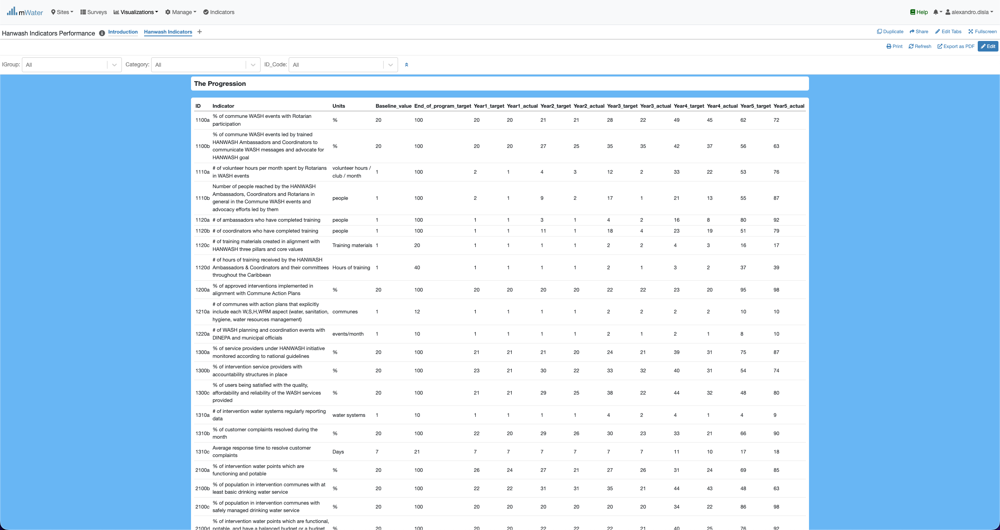 mWater Sites Surveys Visualizations Manage Indicators Help alexandro.disla
Hanwash Indicators Performance Introduction Hanwash Indicators + Duplicate Share Edit Tabs Fullscreen
Print Refresh Export as PDF Edit
IGroup: All Category: All ID_Code: All
The Progression
ID Indicator Units Baseline_value End_of_program_target Year1_target Year1_actual Year2_target Year2_actual Year3_target Year3_actual Year4_target Year4_actual Year5_target Year5_actual
% of commune WASH events with Rotarian
1100a % 20 100 20 20 21 21 28 22 49 45 62 72
participation
% of commune WASH events led by trained
HANWASH Ambassadors and Coordinators to
1100b % 20 100 20 20 27 25 35 35 42 37 56 63
communicate WASH messages and advocate for
HANWASH goal
# of volunteer hours per month spent by Rotarians volunteer hours /
1110a 1 100 2 1 4 3 12 2 33 22 53 76
in WASH events club / month
Number of people reached by the HANWASH
Ambassadors, Coordinators and Rotarians in
1110b people 1 100 2 1 9 2 17 1 21 13 55 87
general in the Commune WASH events and
advocacy efforts led by them
1120a # of ambassadors who have completed training people 1 100 1 1 3 1 4 2 16 8 80 92
1120b # of coordinators who have completed training people 1 100 1 1 11 1 18 4 23 19 51 79
# of training materials created in alignment with
1120c Training materials 1 20 1 1 1 1 2 2 4 3 16 17
HANWASH three pillars and core values
# of hours of training received by the HANWASH
1120d Ambassadors & Coordinators and their committees Hours of training 1 40 1 1 1 1 2 1 3 2 37 39
throughout the Caribbean
% of approved interventions implemented in
1200a % 20 100 20 20 20 20 22 22 23 20 95 98
alignment with Commune Action Plans
# of communes with action plans that explicitly
1210a include each W,S,H,WRM aspect (water, sanitation, communes 1 12 1 1 1 1 2 2 2 2 10 10
hygiene, water resources management)
# of WASH planning and coordination events with
1220a events/month 1 10 1 1 1 1 2 1 2 1 8 10
DINEPA and municipal officials
% of service providers under HANWASH initiative
1300a % 20 100 21 21 21 20 24 21 39 31 75 87
monitored according to national guidelines
% of intervention service providers with
1300b % 20 100 23 21 30 22 33 32 40 31 54 74
accountability structures in place
% of users being satisfied with the quality,
1300c affordability and reliability of the WASH services % 20 100 21 21 29 25 38 22 44 32 48 80
provided
# of intervention water systems regularly reporting
1310a water systems 1 10 1 1 1 1 4 2 4 1 4 9
data
% of customer complaints resolved during the
1310b % 20 100 22 20 29 26 30 23 33 21 66 90
month
Average response time to resolve customer
1310c Days 7 21 7 7 7 7 7 7 11 10 17 18
complaints
% of intervention water points which are
2100a % 20 100 26 24 27 21 27 26 31 24 69 85
functioning and potable
% of population in intervention communes with at
2100b % 20 100 22 22 31 31 35 21 44 43 48 63
least basic drinking water service
% of population in intervention communes with
2100c % 20 100 20 20 20 20 20 20 34 22 86 98
safely managed drinking water service
% of intervention water points which are functional,
2100d potable, and have a balanced budget or a budget % 20 100 20 20 22 22 22 21 40 25 76 92